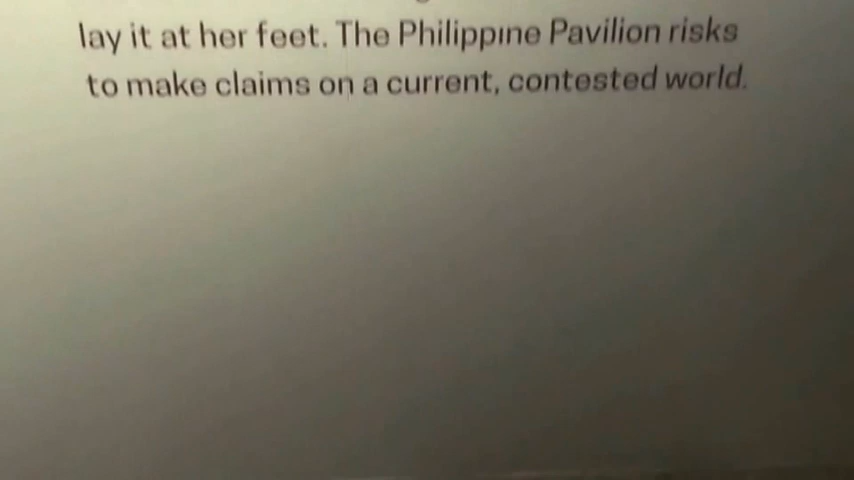 lay it at her feet. The Philippine Pavilion risks
to make claims on a current, contested world.